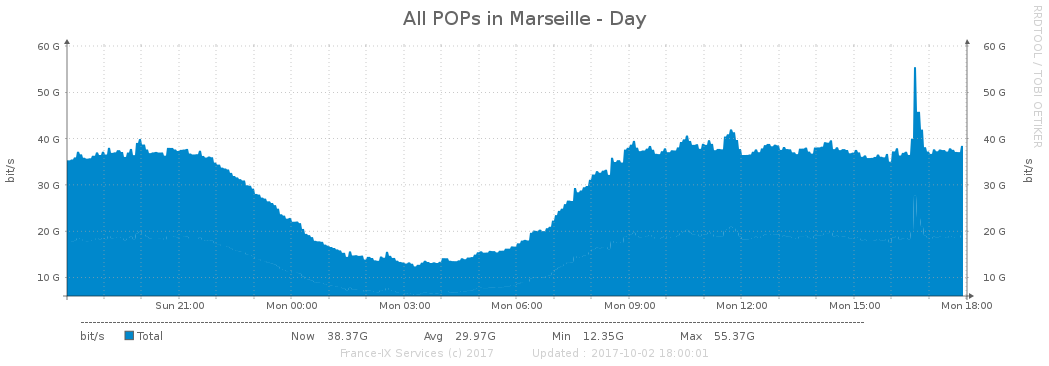 All POPs in Marseille - Day
RRDTOOL / TOBI OETIKER
bit/s
60 G
50 G
40 G
30 G
20 G
10 G
60 G
50 G
40 G
30 G
20 G
10 G
bit/s
Sun 21:00 Mon 00:00 Mon 03:00 Mon 06:00 Mon 09:00 Mon 12:00 Mon 15:00 Mon 18:00
bit/s Total Now 38.37G Avg 29.97G Min 12.35G Max 55.37G
France-IX Services (c) 2017 Updated : 2017-10-02 18:00:01